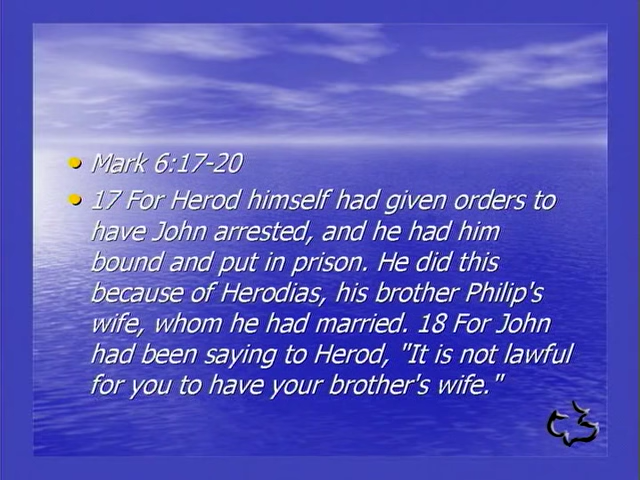 Mark 6:17-20
17 For Herod himself had given orders to
have John arrested, and he had him
bound and put in prison. He did this
because of Herodias, his brother Philip's
wife, whom he had married. 18 For John
had been saying to Herod, "It is not lawful
for you to have your brother's wife."